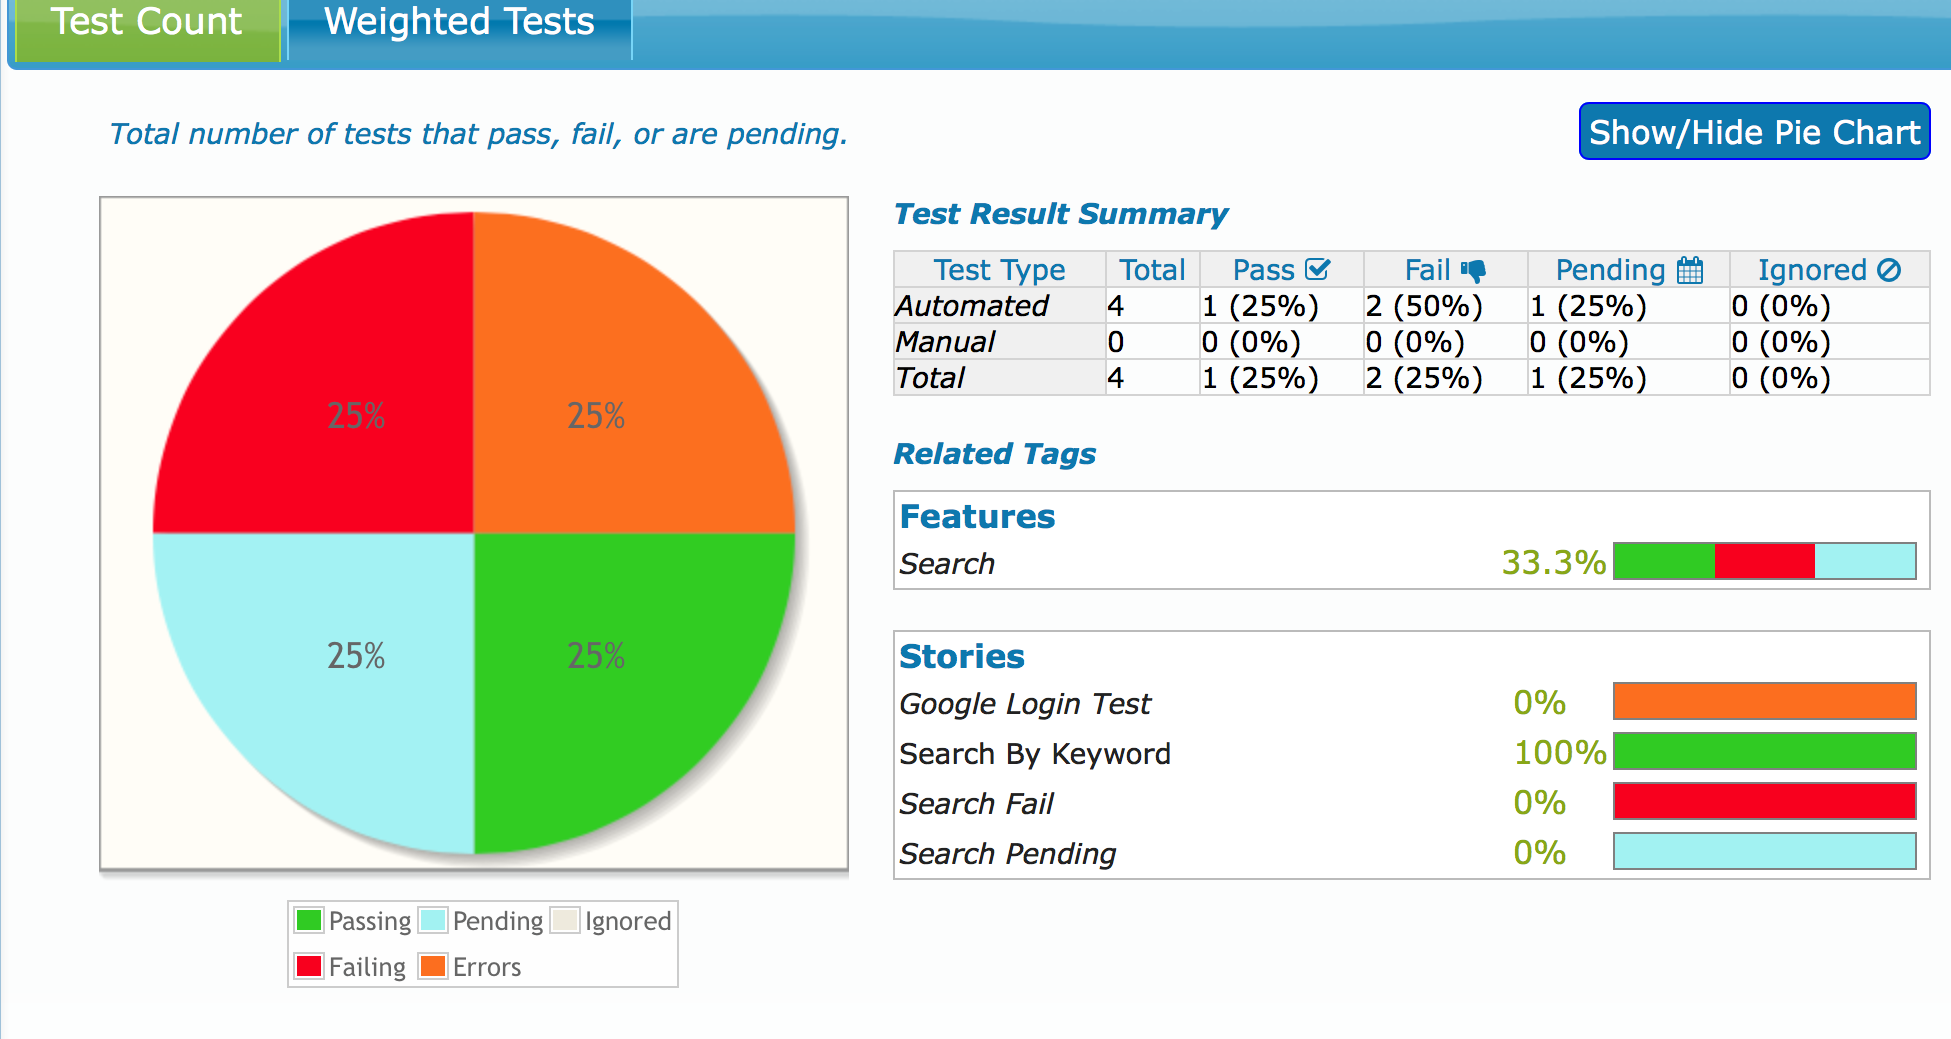 Test Count Weighted Tests
Total number of tests that pass, fail, or are pending.
Show/Hide Pie Chart
25% 25%
25% 25%
Passing Pending Ignored
Failing Errors
Test Result Summary
Test Type Total Pass Fail Pending Ignored
Automated 4 1 (25%) 2 (50%) 1 (25%) 0 (0%)
Manual 0 0 (0%) 0 (0%) 0 (0%) 0 (0%)
Total 4 1 (25%) 2 (25%) 1 (25%) 0 (0%)
Related Tags
Features
Search 33.3%
Stories
Google Login Test 0%
Search By Keyword 100%
Search Fail 0%
Search Pending 0%